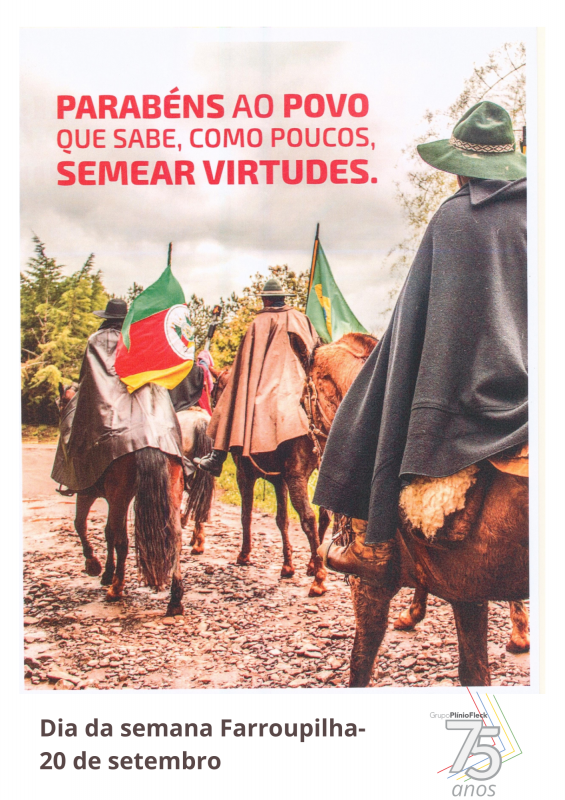 PARABÉNS AO POVO
QUE SABE, COMO POUCOS,
SEMEAR VIRTUDES.
Dia da semana Farroupilha-
20 de setembro
GrupoPlínioFleck
75
anos